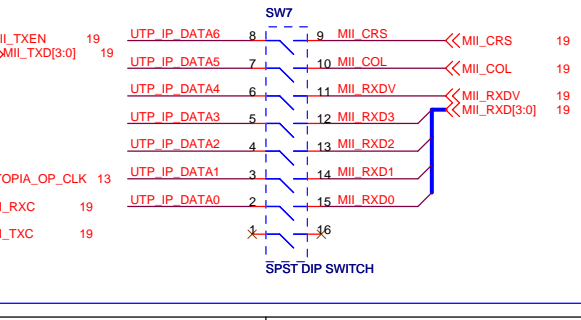 SW7
II_TXEN 19 UTP_IP_DATA6 8 9 MII_CRS MII_CRS 19
MII_TXD[3:0] 19
UTP_IP_DATA5 7 10 MII_COL MII_COL 19
UTP_IP_DATA4 6 11 MII_RXDV MII_RXDV 19
MII_RXD[3:0] 19
UTP_IP_DATA3 5 12 MII_RXD3
UTP_IP_DATA2 4 13 MII_RXD2
TOPIA_OP_CLK 13 UTP_IP_DATA1 3 14 MII_RXD1
I_RXC 19 UTP_IP_DATA0 2 15 MII_RXD0
I_TXC 19 1 16
SPST DIP SWITCH